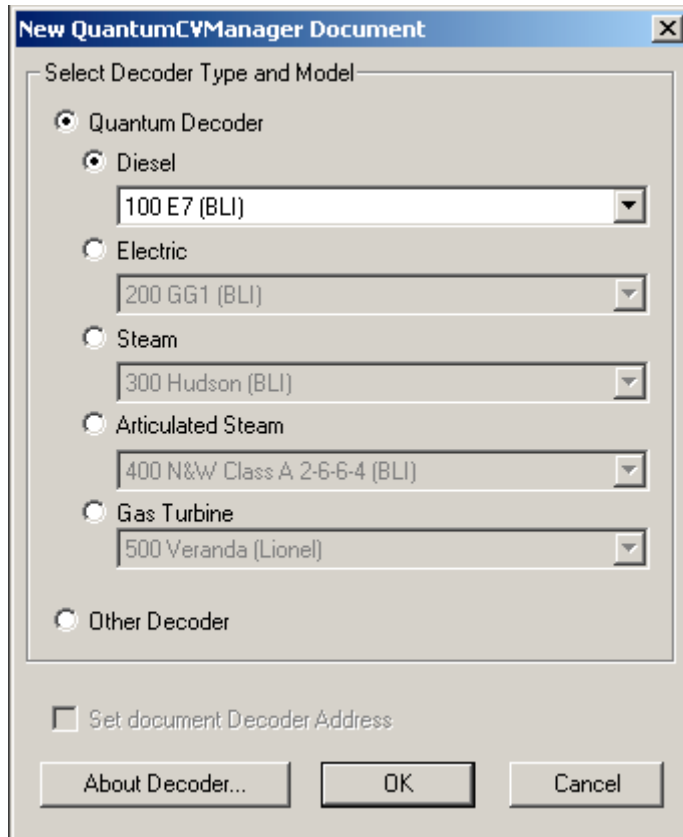 New QuantumCVManager Document
Select Decoder Type and Model
Quantum Decoder
Diesel
100 E7 (BLI)
Electric
200 GG1 (BLI)
Steam
300 Hudson (BLI)
Articulated Steam
400 N&W Class A 2-6-6-4 (BLI)
Gas Turbine
500 Veranda (Lionel)
Other Decoder
Set document Decoder Address
About Decoder... OK Cancel